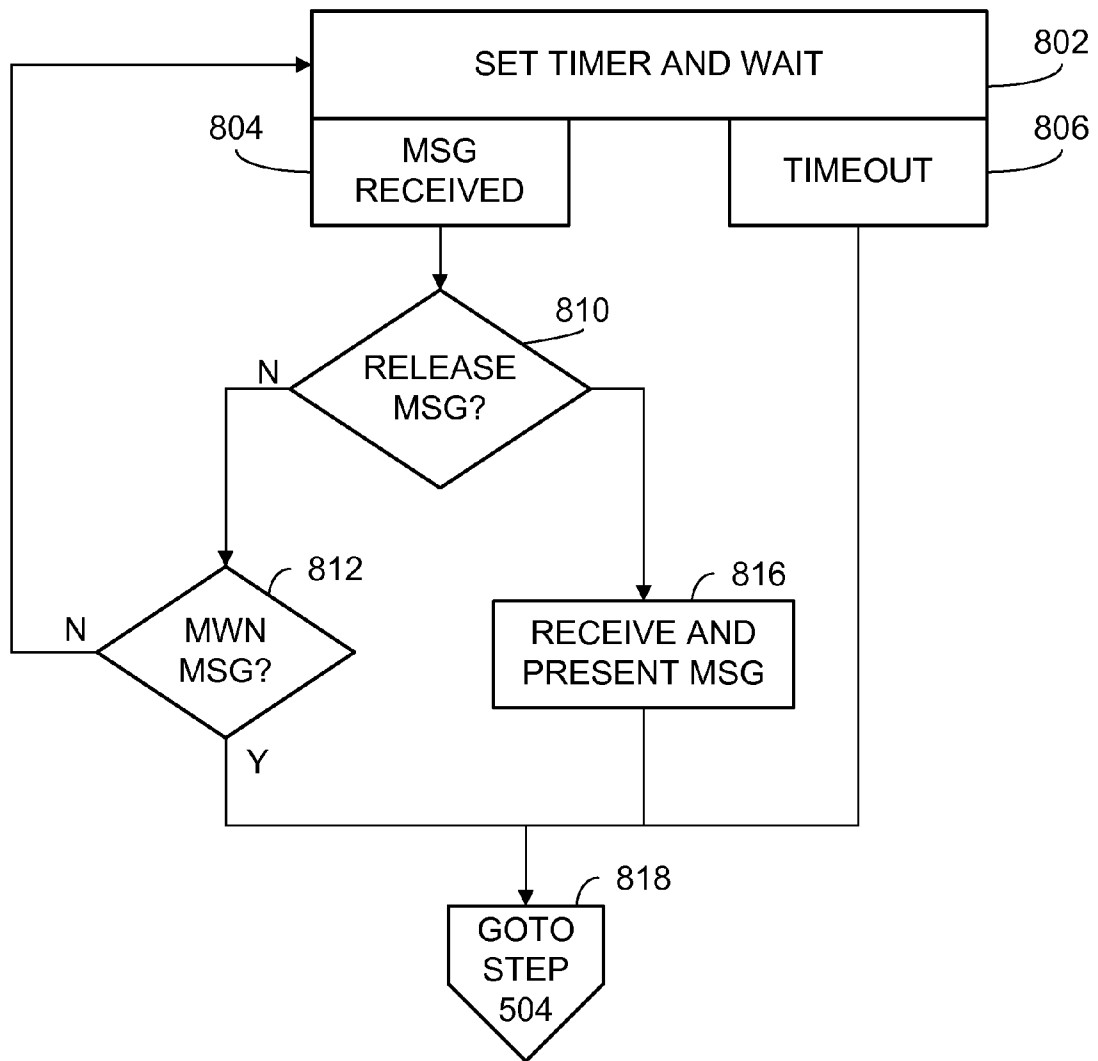 SET TIMER AND WAIT
802
804
MSG
RECEIVED
TIMEOUT
806
810
RELEASE
MSG?
N
812
MWN
MSG?
N
Y
816
RECEIVE AND
PRESENT MSG
818
GOTO
STEP
504